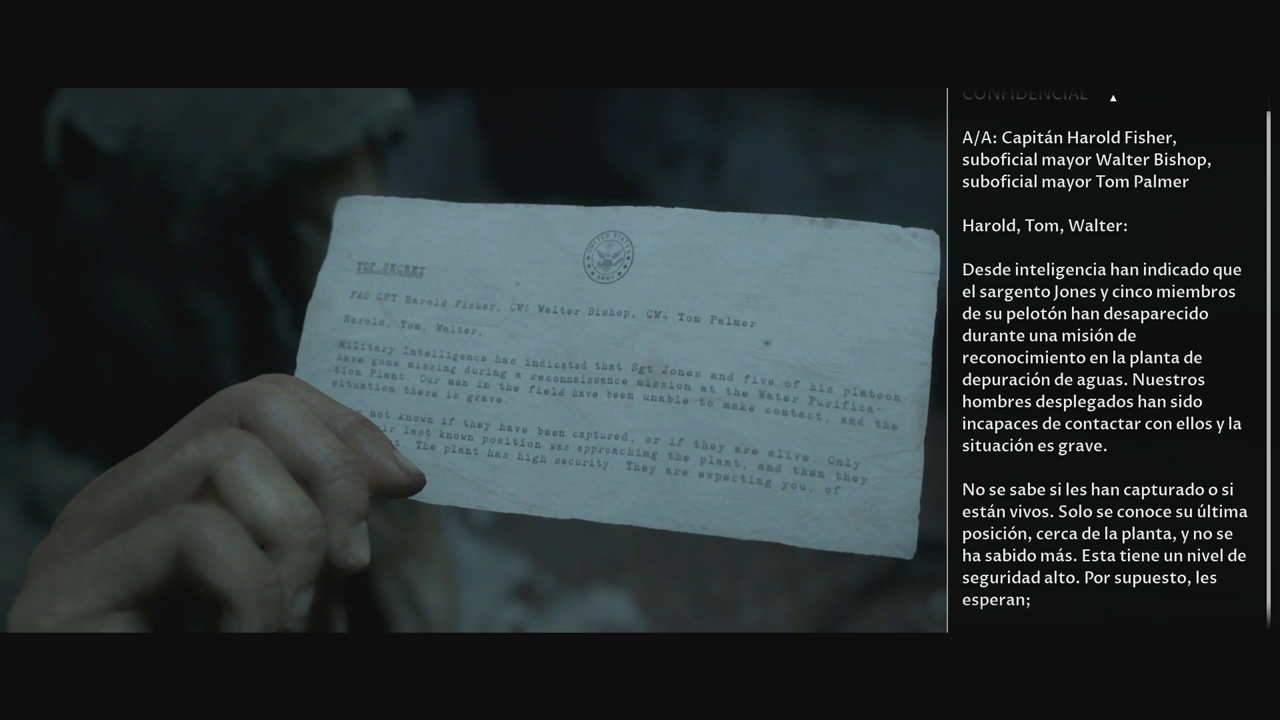 UNITED STATES
ARMY
TOP SECRET
FAO CPT Harold Fisher, CW5 Walter Bishop, CW4 Tom Palmer
Harold, Tom, Walter,
Military Intelligence has indicated that Sgt Jones and five of his platoon
have gone missing during a reconnaissance mission at the Water Purifica-
tion Plant. Our men in the field have been unable to make contact, and the
situation there is grave.
not known if they have been captured, or if they are alive. Only
last known position was approaching the plant, and then they
The plant has high security. They are expecting you, of
CONFIDENCIAL
A/A: Capitán Harold Fisher,
suboficial mayor Walter Bishop,
suboficial mayor Tom Palmer
Harold, Tom, Walter:
Desde inteligencia han indicado que
el sargento Jones y cinco miembros
de su pelotón han desaparecido
durante una misión de
reconocimiento en la planta de
depuración de aguas. Nuestros
hombres desplegados han sido
incapaces de contactar con ellos y la
situación es grave.
No se sabe si les han capturado o si
están vivos. Solo se conoce su última
posición, cerca de la planta, y no se
ha sabido más. Esta tiene un nivel de
seguridad alto. Por supuesto, les
esperan;